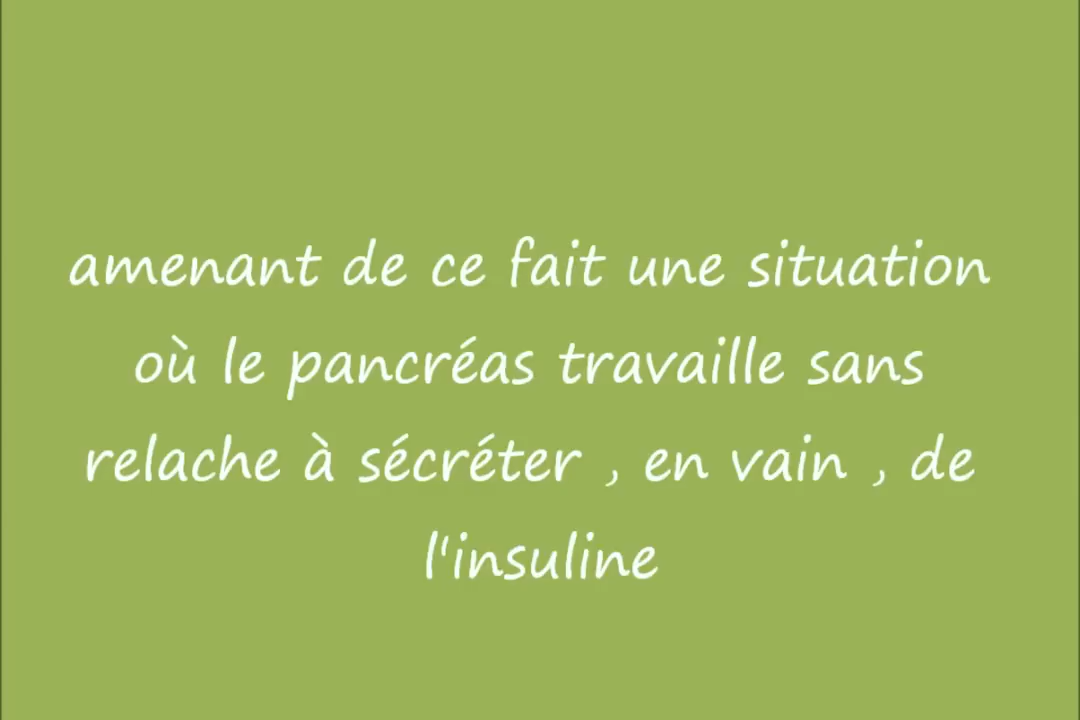 amenant de ce fait une situation
où le pancréas travaille sans
relache à sécréter , en vain , de
l'insuline